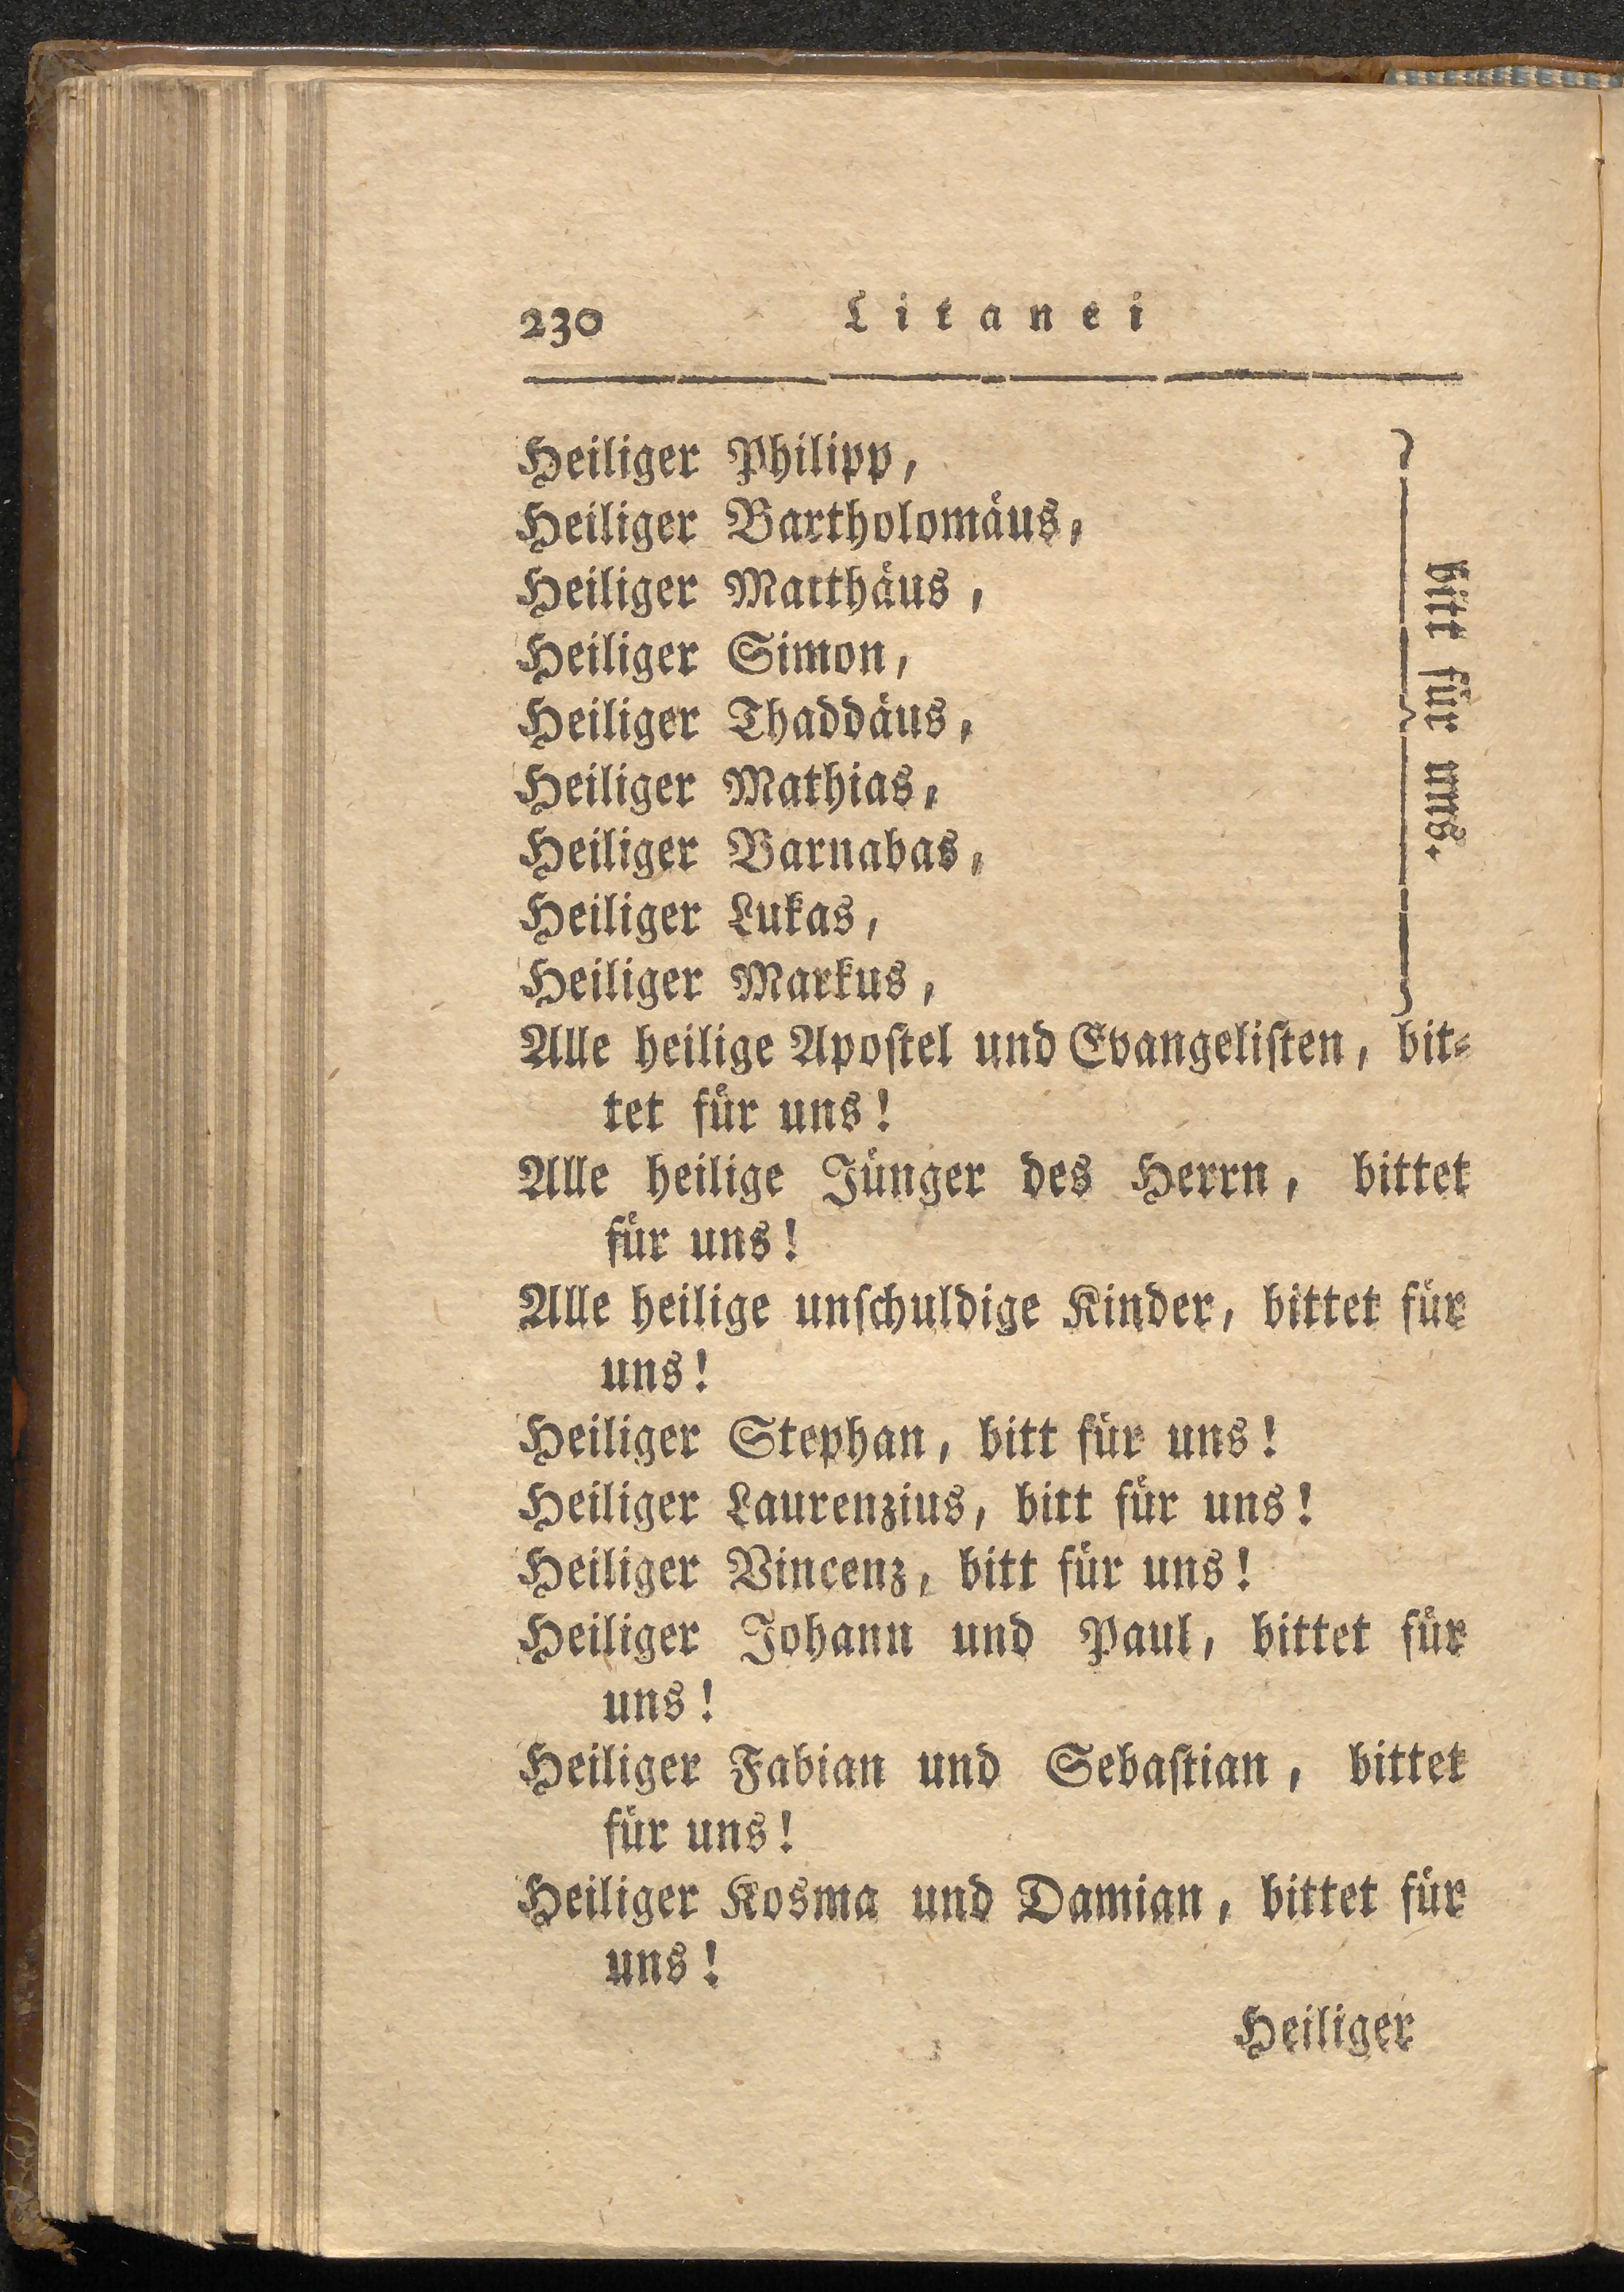 230 Litanei
Heiliger Philipp,
Heiliger Bartholomäus,
Heiliger Matthäus,
Heiliger Simon,
Heiliger Thaddäus,
Heiliger Mathias,
Heiliger Barnabas,
Heiliger Lukas,
Heiliger Markus,
bitt für uns.
Alle heilige Apoſtel und Evangeliſten, bit⸗
tet für uns!
Alle heilige Jünger des Herrn, bittet
für uns!
Alle heilige unſchuldige Kinder, bittet für
uns!
Heiliger Stephan, bitt für uns!
Heiliger Laurenzius, bitt für uns!
Heiliger Vincenz, bitt für uns!
Heiliger Johann und Paul, bittet für
uns!
Heiliger Fabian und Sebaſtian, bittet
für uns!
Heiliger Kosma und Damian, bittet für
uns!
Heiliger